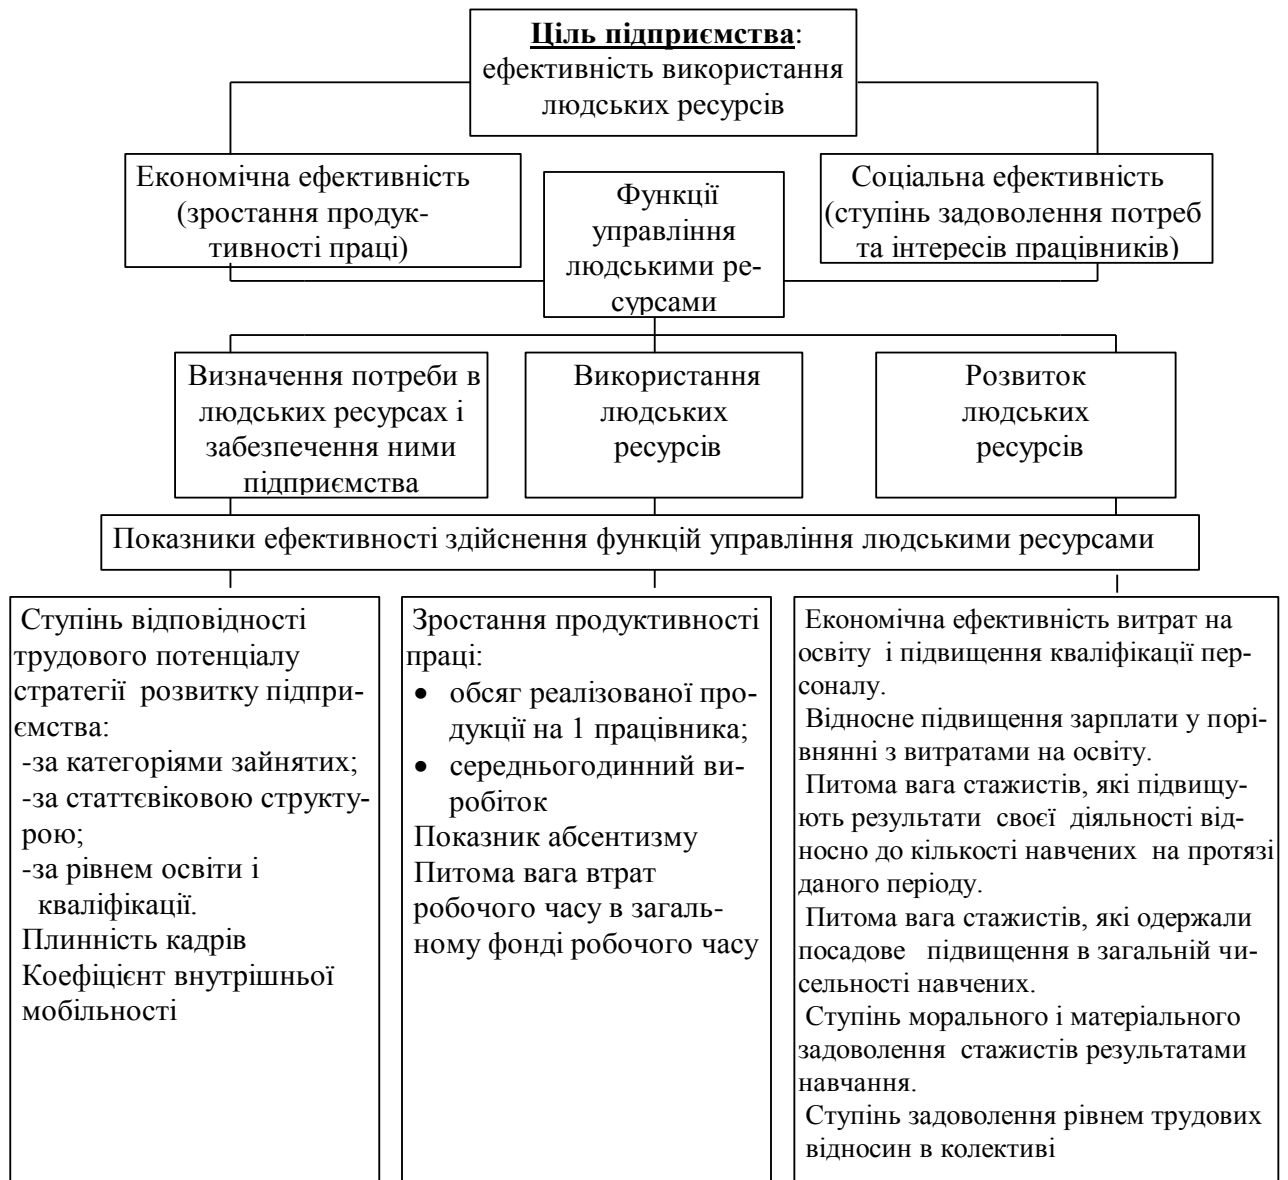 Ціль підприємства:
ефективність використання
людських ресурсів
Економічна ефективність
(зростання продук-
тивності праці)
Функції
управління
людськими ре-
сурсами
Соціальна ефективність
(ступінь задоволення потреб
та інтересів працівників)
Визначення потреби в
людських ресурсах і
забезпечення ними
підприємства
Використання
людських
ресурсів
Розвиток
людських
ресурсів
Показники ефективності здійснення функцій управління людськими ресурсами
Ступінь відповідності
трудового потенціалу
стратегії розвитку підпри-
ємства:
-за категоріями зайнятих;
-за статтєвіковою структу-
рою;
-за рівнем освіти і
кваліфікації.
Плинність кадрів
Коефіцієнт внутрішньої
мобільності
Зростання продуктивності
праці:
• обсяг реалізованої про-
дукції на 1 працівника;
• середньогодинний ви-
робіток
Показник абсентизму
Питома вага втрат
робочого часу в загаль-
ному фонді робочого часу
Економічна ефективність витрат на
освіту і підвищення кваліфікації пер-
соналу.
Відносне підвищення зарплати у порі-
внянні з витратами на освіту.
Питома вага стажистів, які підвищу-
ють результати своєї діяльності від-
носно до кількості навчених на протязі
даного періоду.
Питома вага стажистів, які одержали
посадове підвищення в загальній чи-
сельності навчених.
Ступінь морального і матеріального
задоволення стажистів результатами
навчання.
Ступінь задоволення рівнем трудових
відносин в колективі